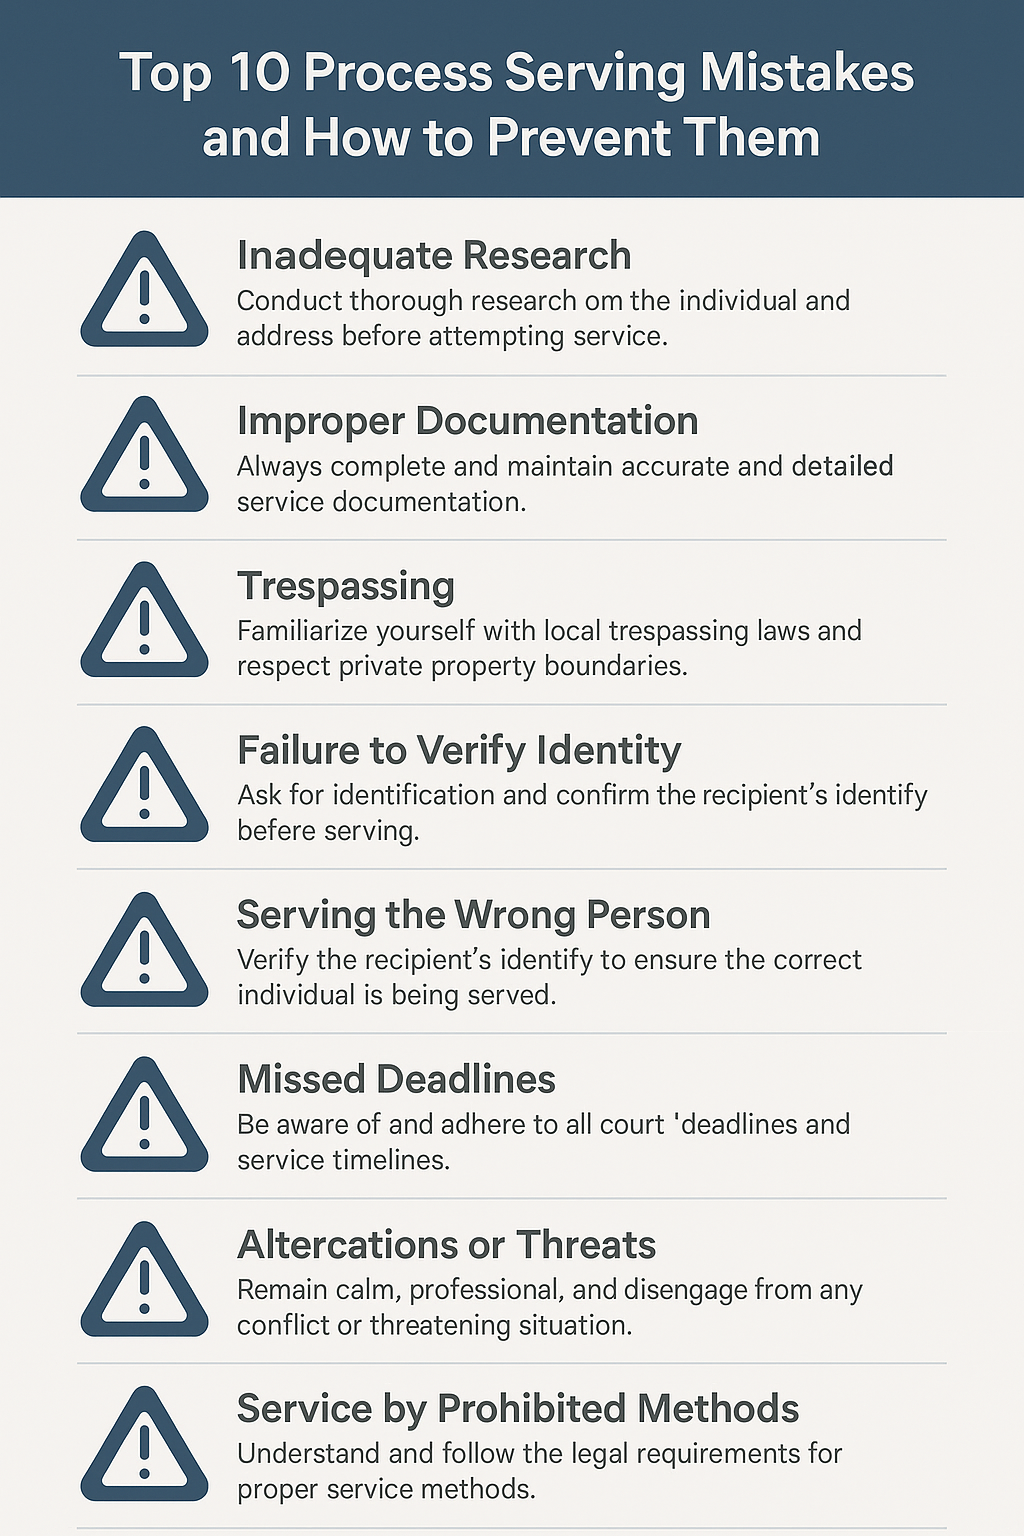 Top 10 Process Serving Mistakes
and How to Prevent Them
Inadequate Research
Conduct thorough research om the individual and
address before attempting service.
Improper Documentation
Always complete and maintain accurate and detailed
service documentation.
Trespassing
Familiarize yourself with local trespassing laws and
respect private property boundaries.
Failure to Verify Identity
Ask for identification and confirm the recipient’s identify
befere serving.
Serving the Wrong Person
Verify the recipient’s identify to ensure the correct
individual is being served.
Missed Deadlines
Be aware of and adhere to all court 'deadlines and
service timelines.
Altercations or Threats
Remain calm, professional, and disengage from any
conflict or threatening situation.
Service by Prohibited Methods
Understand and follow the legal requirements for
proper service methods.